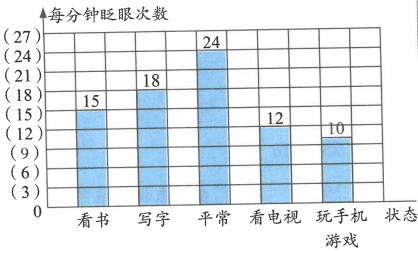 每分钟眨眼次数
(27)
(24)
(21)
(18)
(15)
(12)
(9)
(6)
(3)
0
15
18
24
12
10
看书
写字
平常
看电视
玩手机
游戏
状态